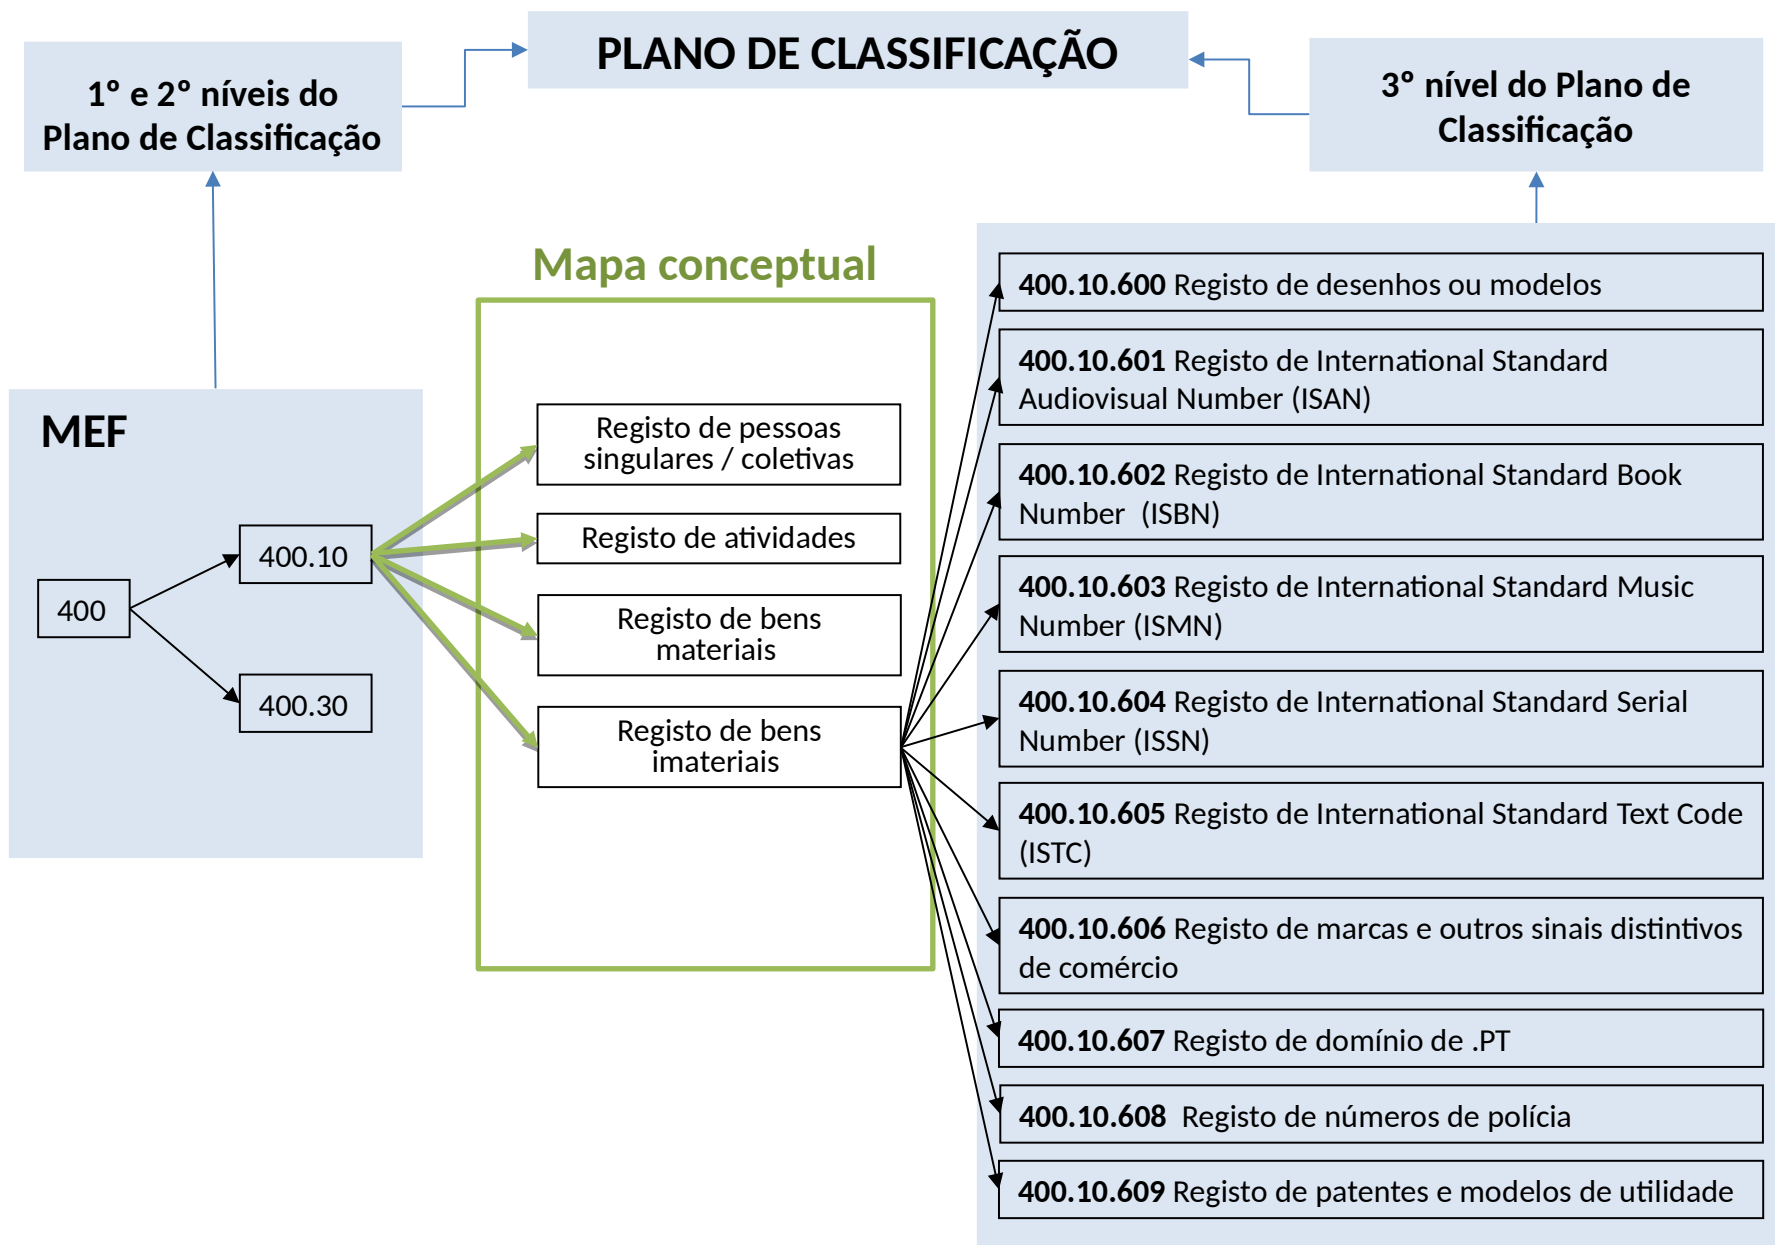 PLANO DE CLASSIFICAÇÃO
1º e 2º níveis do
Plano de Classificação
3º nível do Plano de
Classificação
MEF
400
400.10
400.30
Mapa conceptual
Registo de pessoas
singulares / coletivas
Registo de atividades
Registo de bens
materiais
Registo de bens
imateriais
400.10.600 Registo de desenhos ou modelos
400.10.601 Registo de International Standard
Audiovisual Number (ISAN)
400.10.602 Registo de International Standard Book
Number  (ISBN)
400.10.603 Registo de International Standard Music
Number (ISMN)
400.10.604 Registo de International Standard Serial
Number (ISSN)
400.10.605 Registo de International Standard Text Code
(ISTC)
400.10.606 Registo de marcas e outros sinais distintivos
de comércio
400.10.607 Registo de domínio de .PT
400.10.608  Registo de números de polícia
400.10.609 Registo de patentes e modelos de utilidade